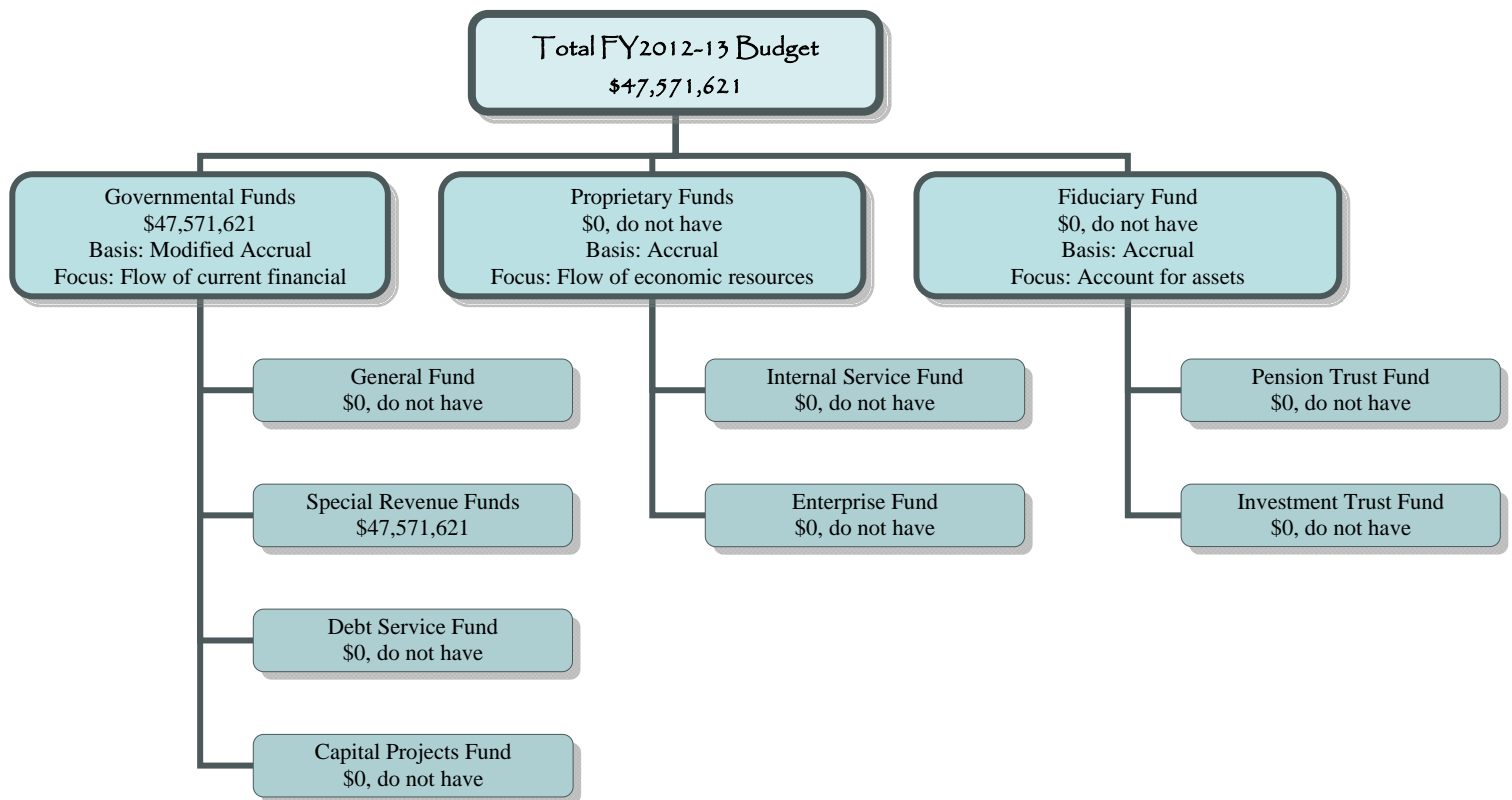 Total FY2012-13 Budget
$47,571,621
Governmental Funds
$47,571,621
Basis: Modified Accrual
Focus: Flow of current financial
Proprietary Funds
$0, do not have
Basis: Accrual
Focus: Flow of economic resources
Fiduciary Fund
$0, do not have
Basis: Accrual
Focus: Account for assets
General Fund
$0, do not have
Special Revenue Funds
$47,571,621
Debt Service Fund
$0, do not have
Capital Projects Fund
$0, do not have
Internal Service Fund
$0, do not have
Enterprise Fund
$0, do not have
Pension Trust Fund
$0, do not have
Investment Trust Fund
$0, do not have